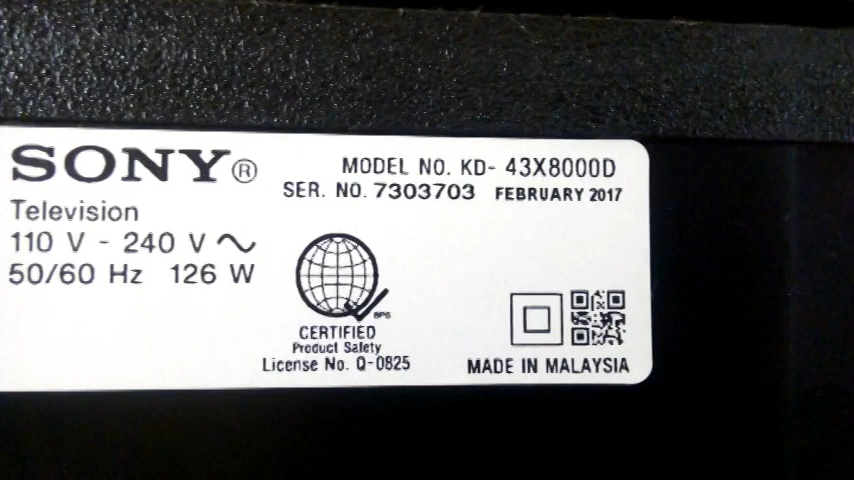 SONY®
MODEL NO. KD- 43X8000D
SER. NO. 7303703 FEBRUARY 2017
Television
110 V - 240 V ~
50/60 Hz 126 W
BPS
CERTIFIED
Product Safety
License No. Q-0825
MADE IN MALAYSIA